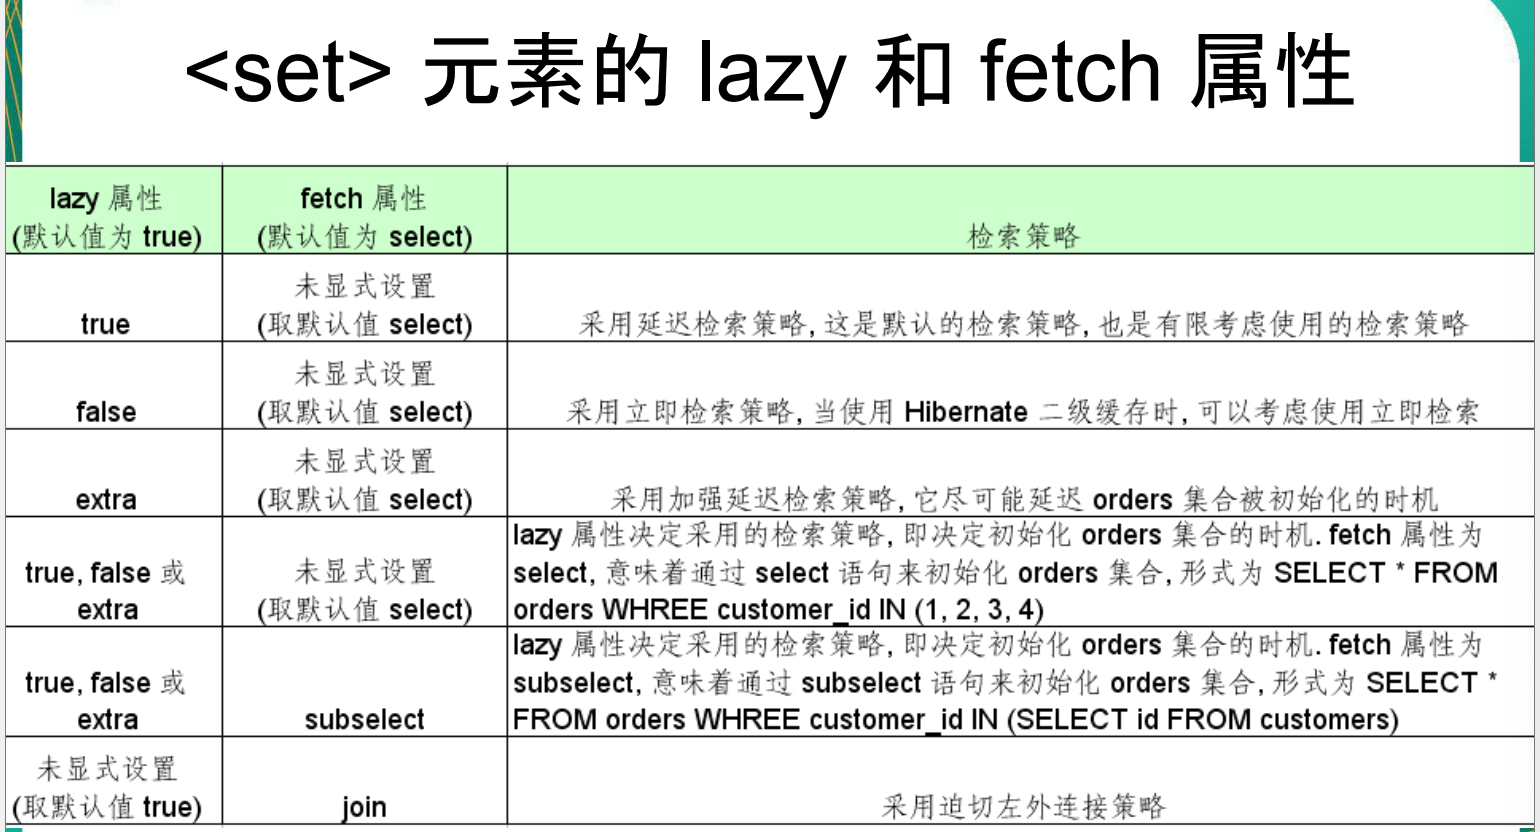 <set> 元素的 lazy 和 fetch 属性
lazy 属性
(默认值为 true)
fetch 属性
(默认值为 select)
检索策略
true
未显式设置
(取默认值 select)
采用延迟检索策略, 这是默认的检索策略, 也是有限考虑使用的检索策略
false
未显式设置
(取默认值 select)
采用立即检索策略, 当使用 Hibernate 二级缓存时, 可以考虑使用立即检索
extra
未显式设置
(取默认值 select)
采用加强延迟检索策略, 它尽可能延迟 orders 集合被初始化的时机
true, false 或
extra
未显式设置
(取默认值 select)
lazy 属性决定采用的检索策略, 即决定初始化 orders 集合的时机. fetch 属性为
select, 意味着通过 select 语句来初始化 orders 集合, 形式为 SELECT * FROM
orders WHREE customer_id IN (1, 2, 3, 4)
true, false 或
extra
subselect
lazy 属性决定采用的检索策略, 即决定初始化 orders 集合的时机. fetch 属性为
subselect, 意味着通过 subselect 语句来初始化 orders 集合, 形式为 SELECT *
FROM orders WHREE customer_id IN (SELECT id FROM customers)
未显式设置
(取默认值 true)
join
采用迫切左外连接策略